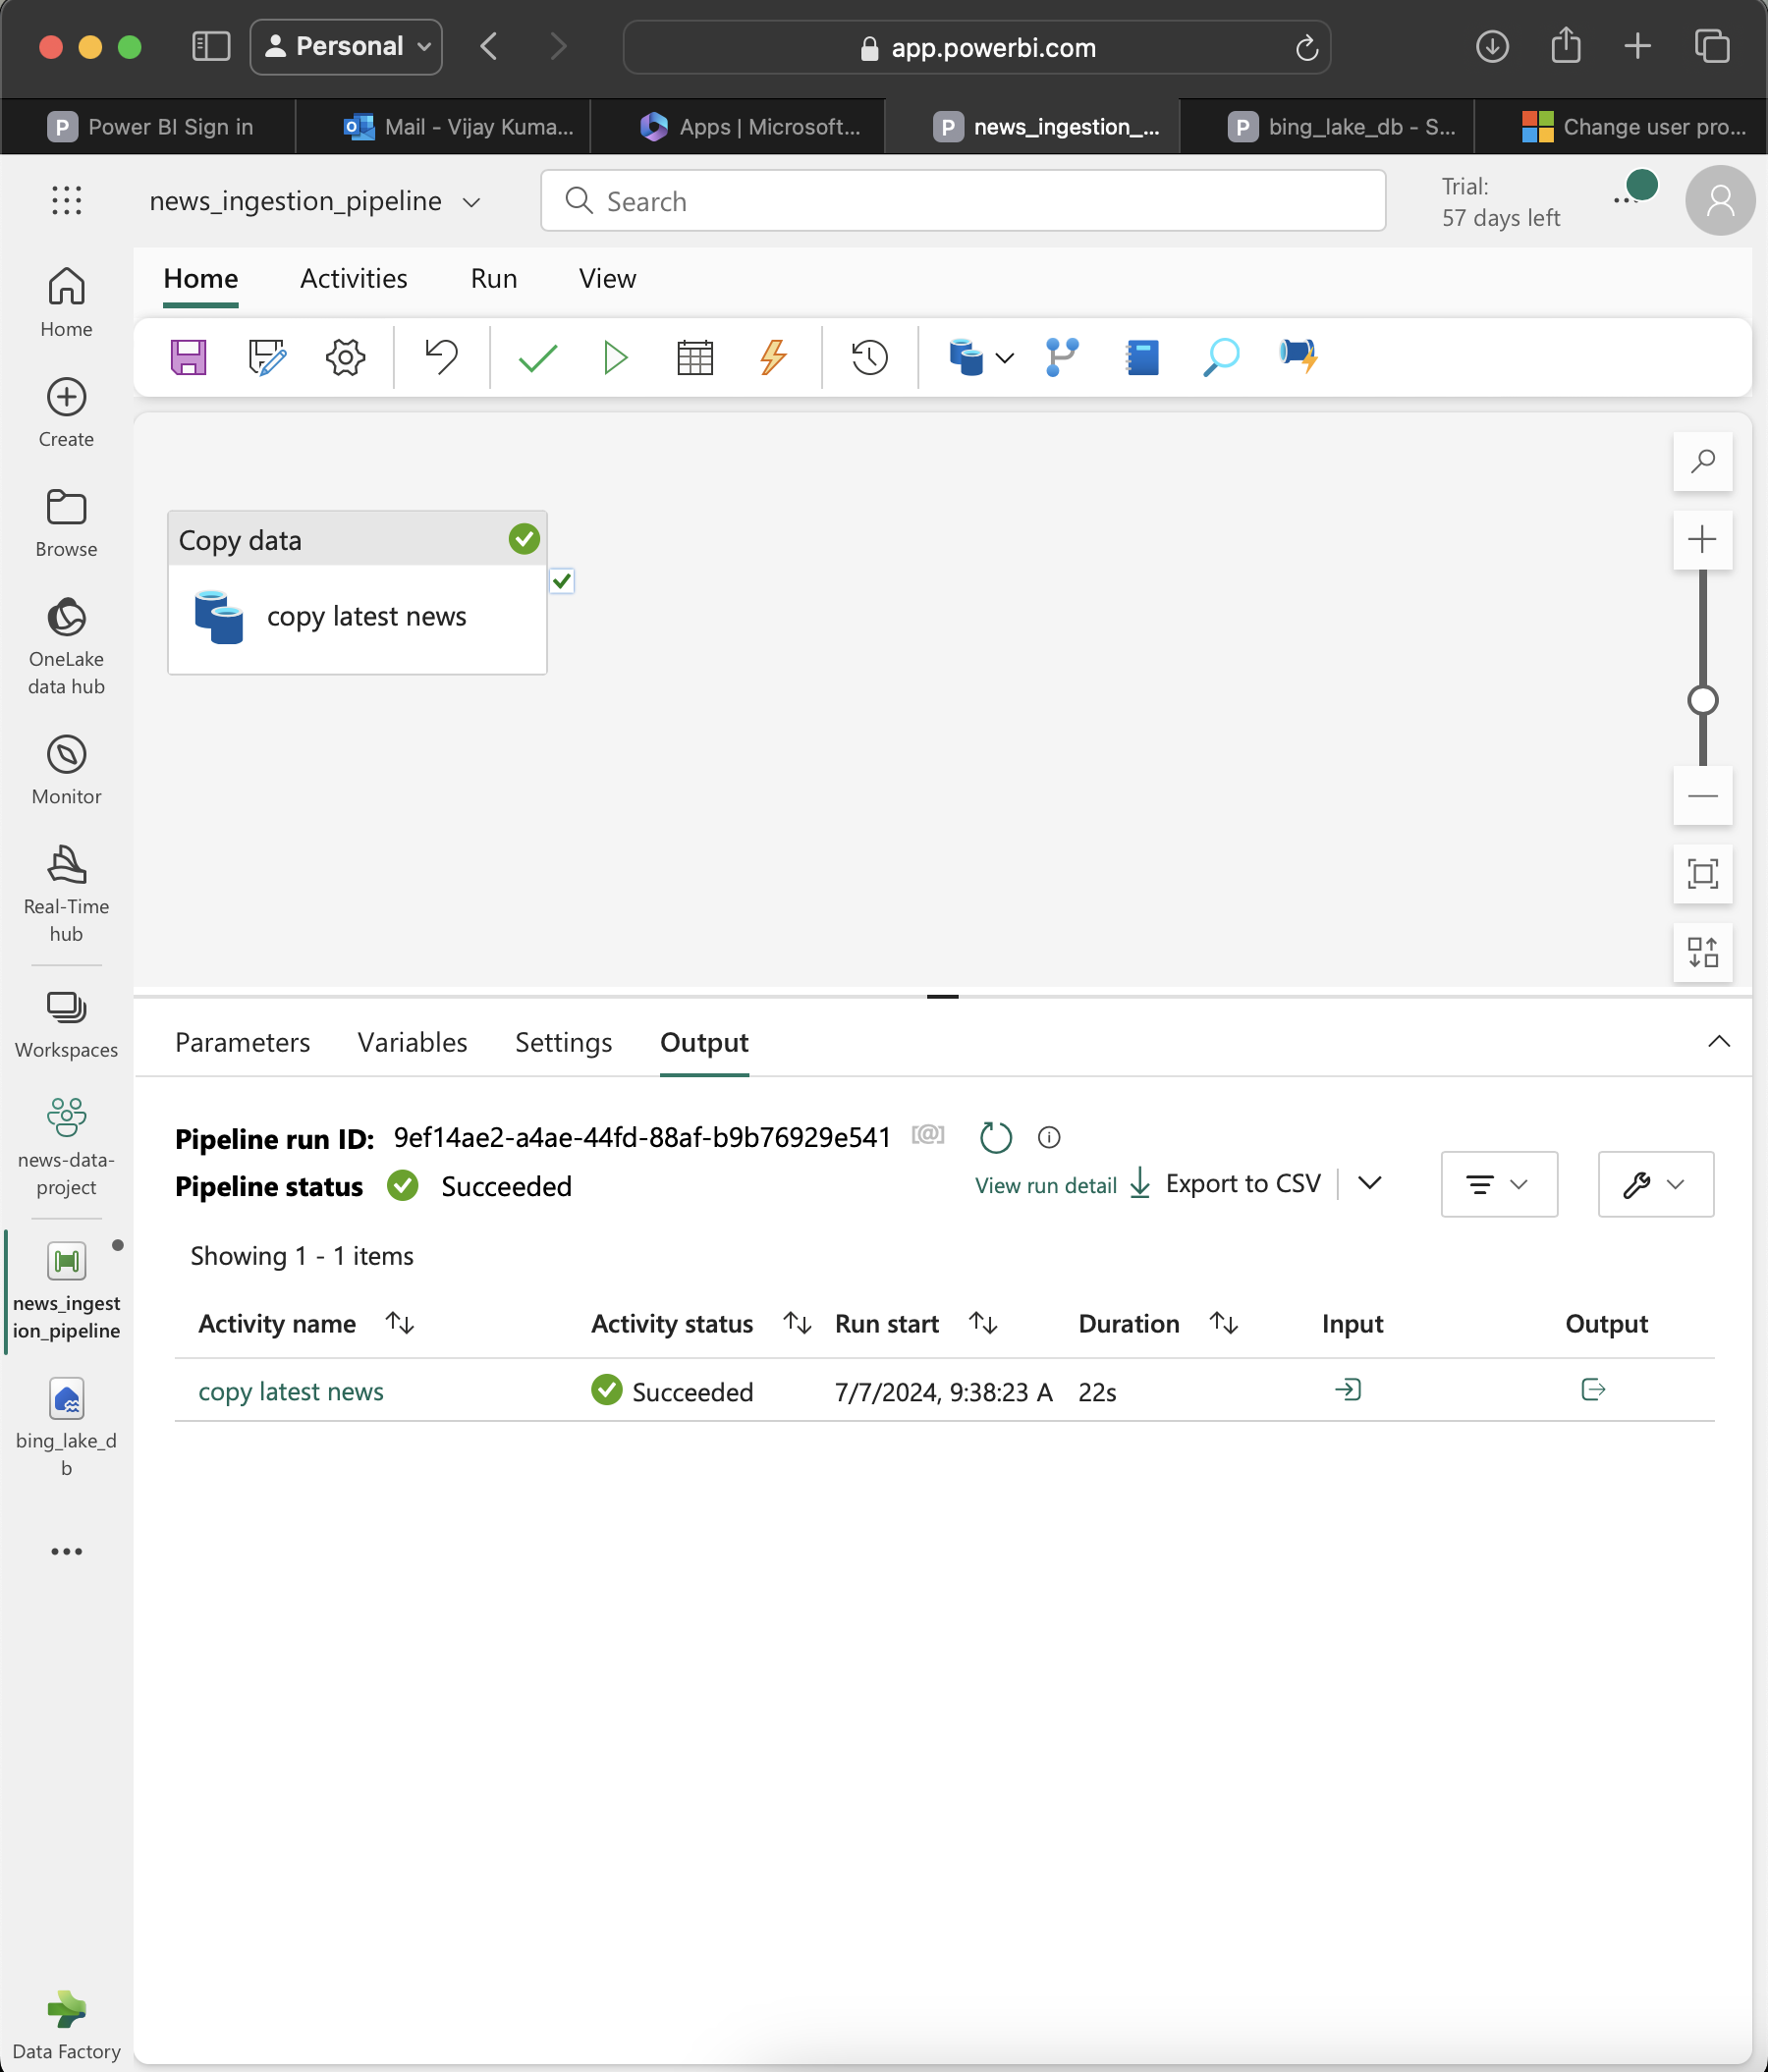 Personal
app.powerbi.com
P Power BI Sign in
Mail - Vijay Kuma...
Apps | Microsoft...
P news_ingestion_...
P bing_lake_db - S...
Change user pro...
news_ingestion_pipeline
Search
Trial:
57 days left
Home
Activities
Run
View
Home
Create
Browse
OneLake
data hub
Monitor
Real-Time
hub
Workspaces
news-data-
project
news_ingest
ion_pipeline
bing_lake_d
b
Data Factory
Copy data
copy latest news
Parameters
Variables
Settings
Output
Pipeline run ID: 9ef14ae2-a4ae-44fd-88af-b9b76929e541
Pipeline status Succeeded
View run detail
Export to CSV
Showing 1 - 1 items
Activity name Activity status Run start Duration Input Output
copy latest news Succeeded 7/7/2024, 9:38:23 A 22s